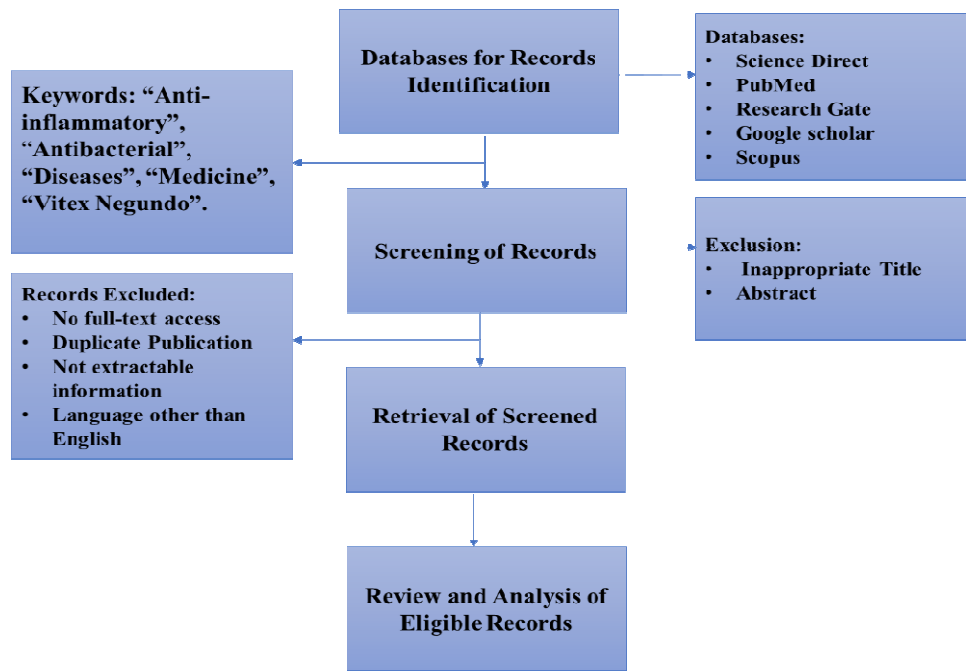 Databases for Records
Identification
Databases:
• Science Direct
• PubMed
• Research Gate
• Google scholar
• Scopus
Keywords: “Anti-
inflammatory”,
“Antibacterial”,
“Diseases”, “Medicine”,
“Vitex Negundo”.
Screening of Records
Exclusion:
• Inappropriate Title
• Abstract
Records Excluded:
• No full-text access
• Duplicate Publication
• Not extractable
information
• Language other than
English
Retrieval of Screened
Records
Review and Analysis of
Eligible Records